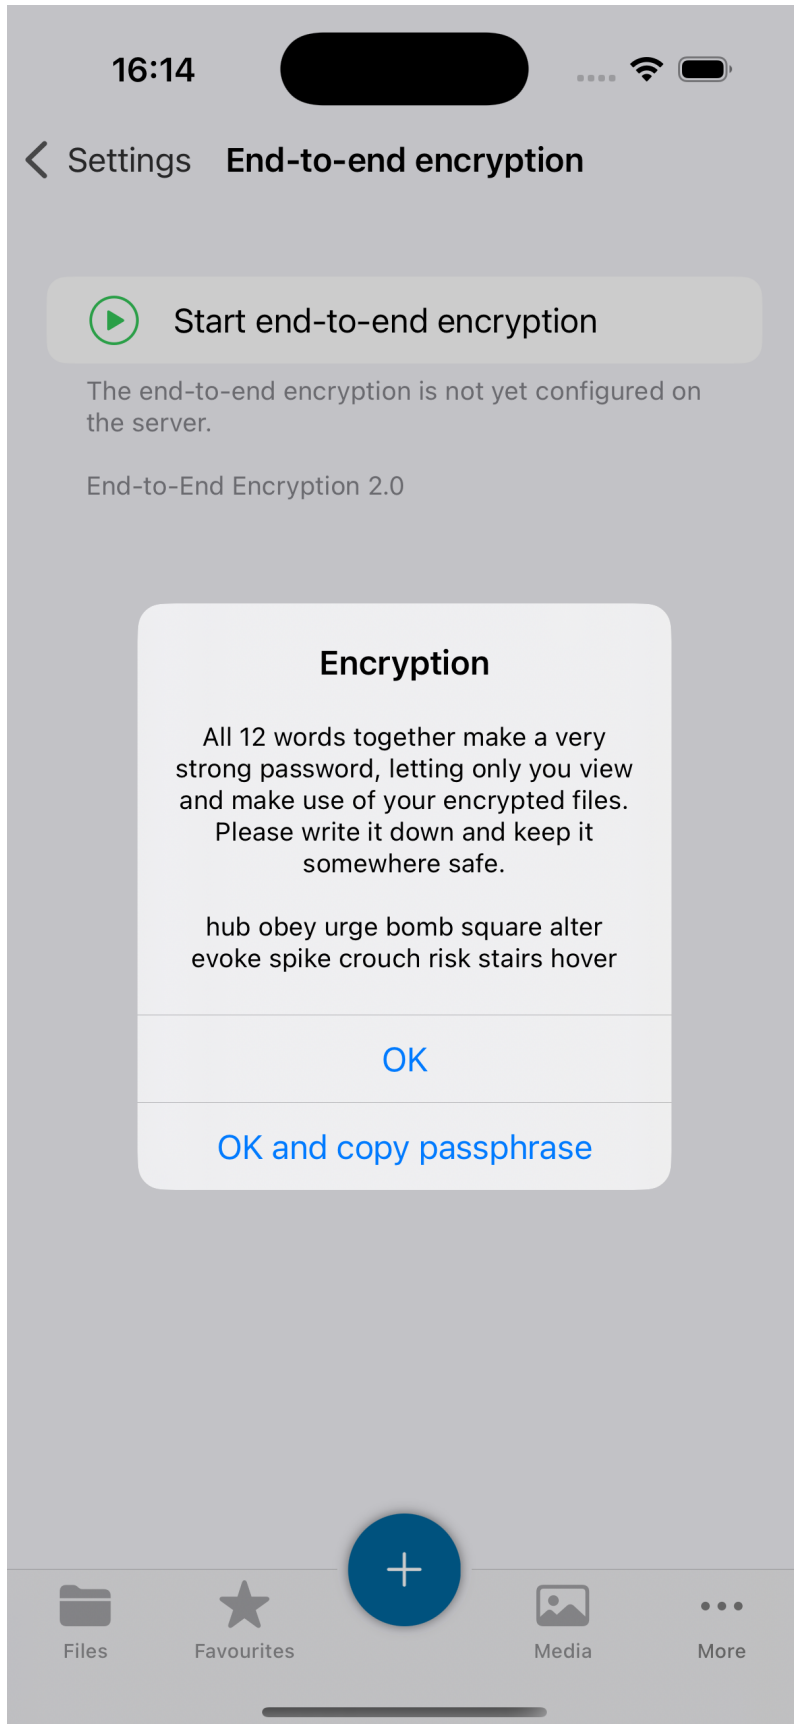 16:14
Settings End-to-end encryption
Start end-to-end encryption
The end-to-end encryption is not yet configured on
the server.
End-to-End Encryption 2.0
Encryption
All 12 words together make a very
strong password, letting only you view
and make use of your encrypted files.
Please write it down and keep it
somewhere safe.
hub obey urge bomb square alter
evoke spike crouch risk stairs hover
OK
OK and copy passphrase
Files Favourites Media More